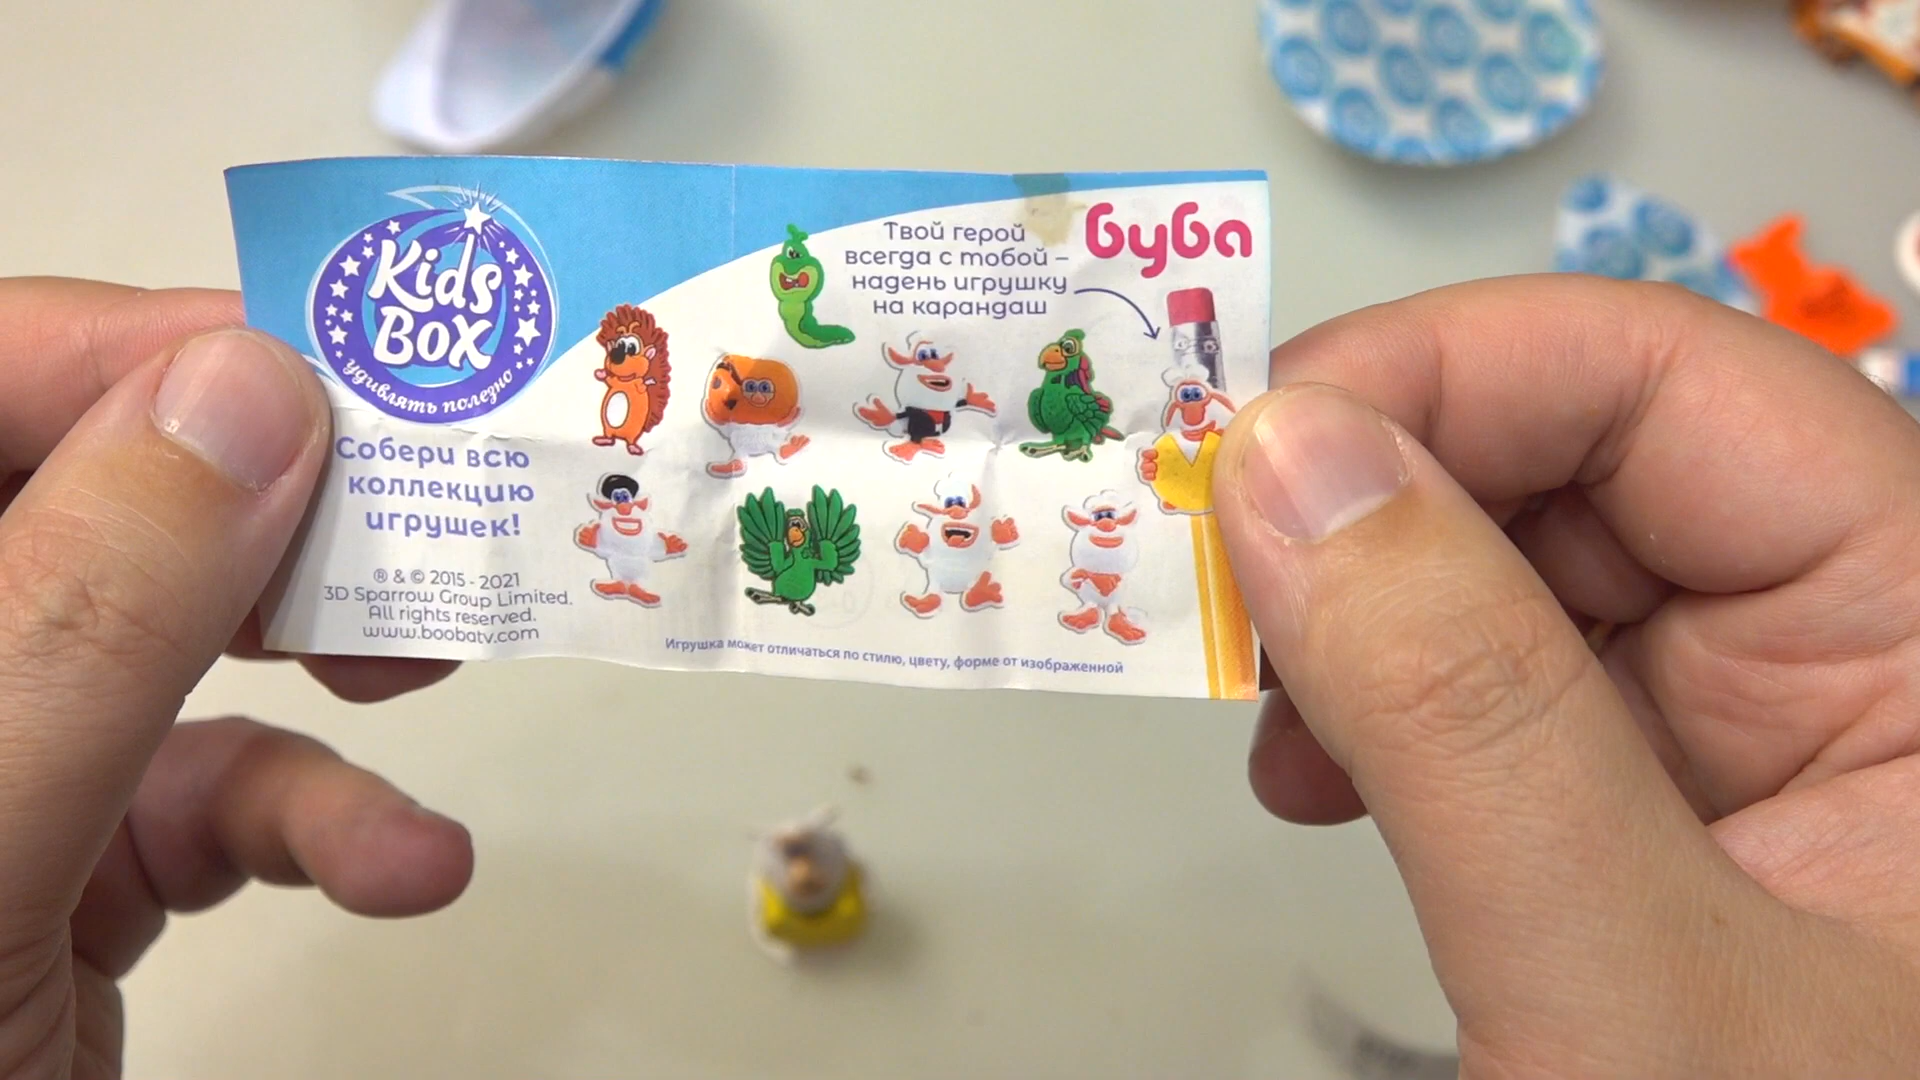 Kids
BOX
удивлять полезно
Твой герой
всегда с тобой –
надень игрушку
на карандаш
буба
Собери всю
коллекцию
игрушек!
® & © 2015 - 2021
3D Sparrow Group Limited.
All rights reserved.
www.boobatv.com
Игрушка может отличаться по стилю, цвету, форме от изображенной